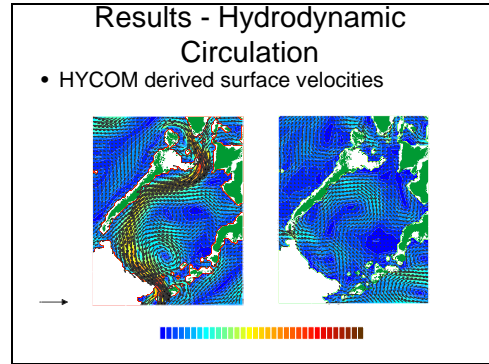 Results - Hydrodynamic
Circulation
• HYCOM derived surface velocities